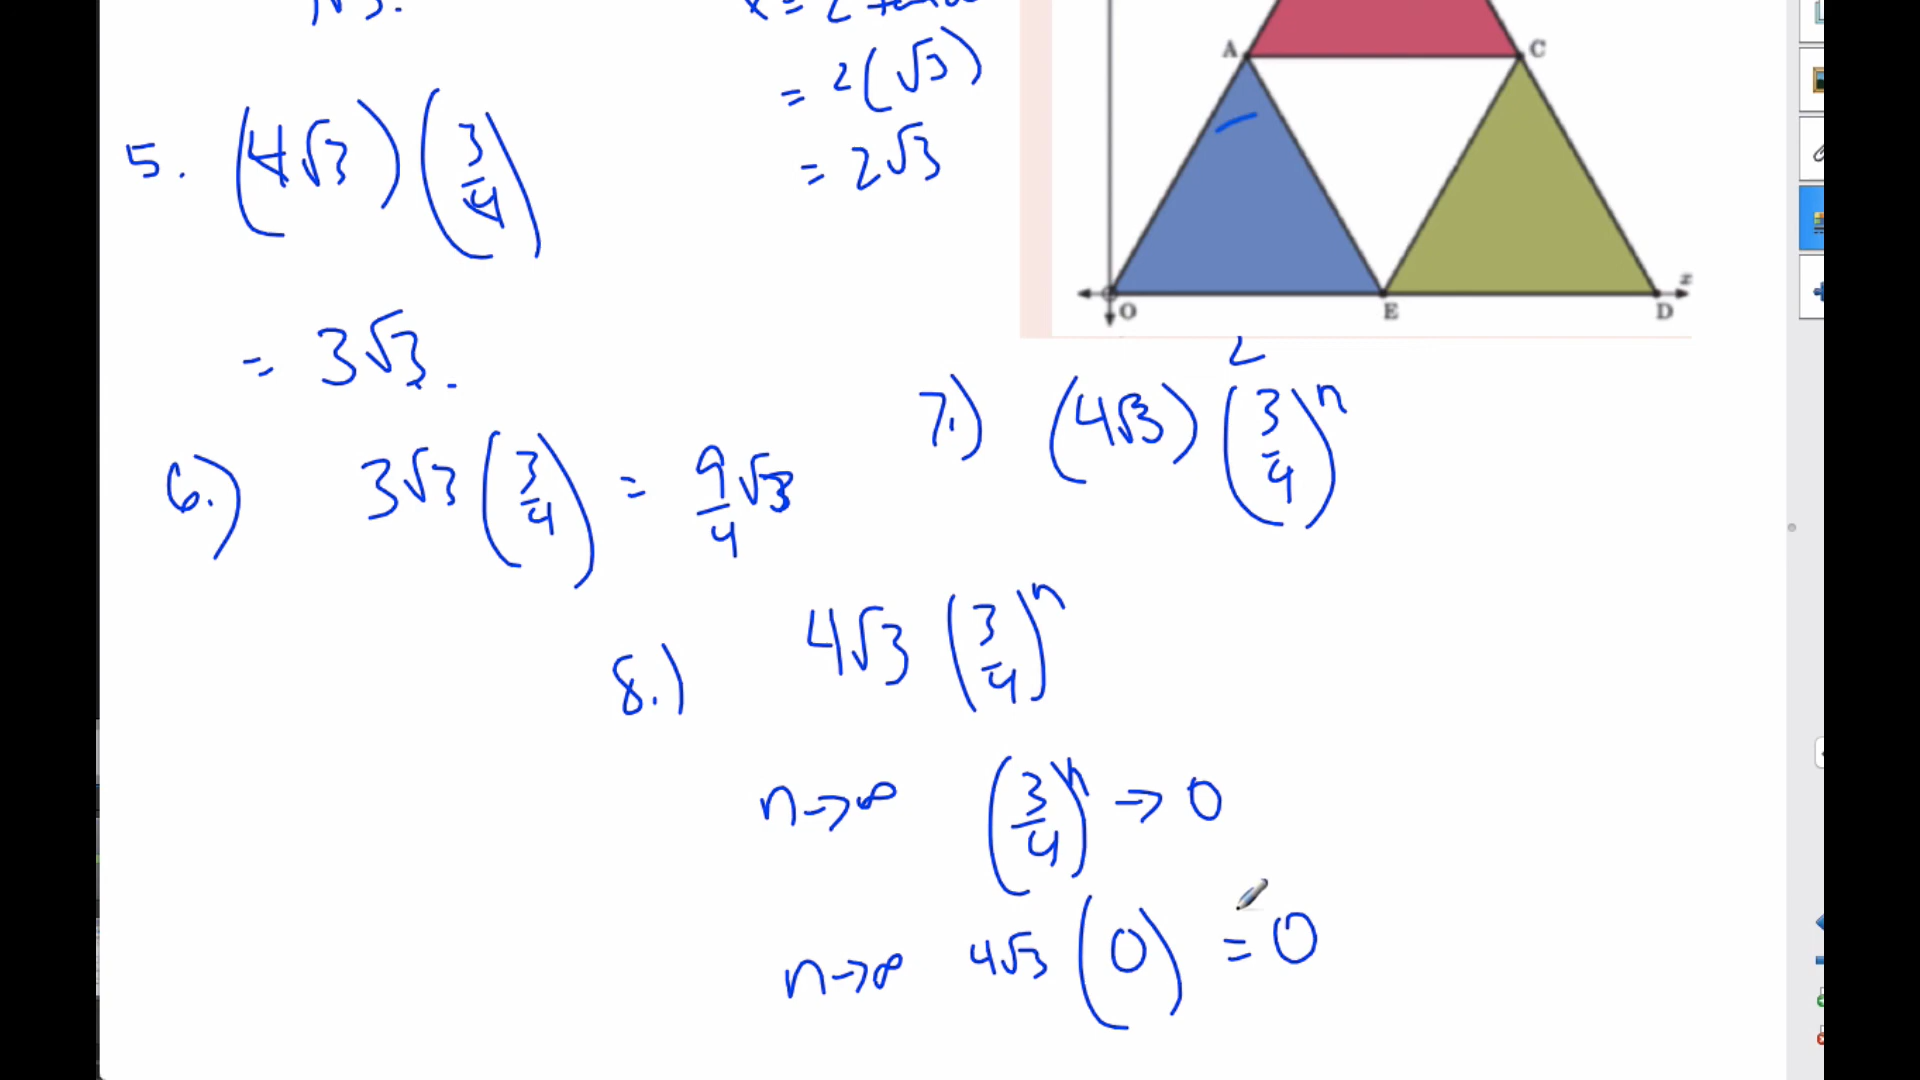 = 2(√3)
= 2√3
5. (4√3)(3/4)
= 3√3.
A
C
O
E
D
x
2
6.) 3√3 (3/4) = 9/4 √3
7.) (4√3)(3/4)^n
8.) 4√3 (3/4)^n
n→∞ (3/4)^n → 0
n→∞ 4√3 (0) = 0